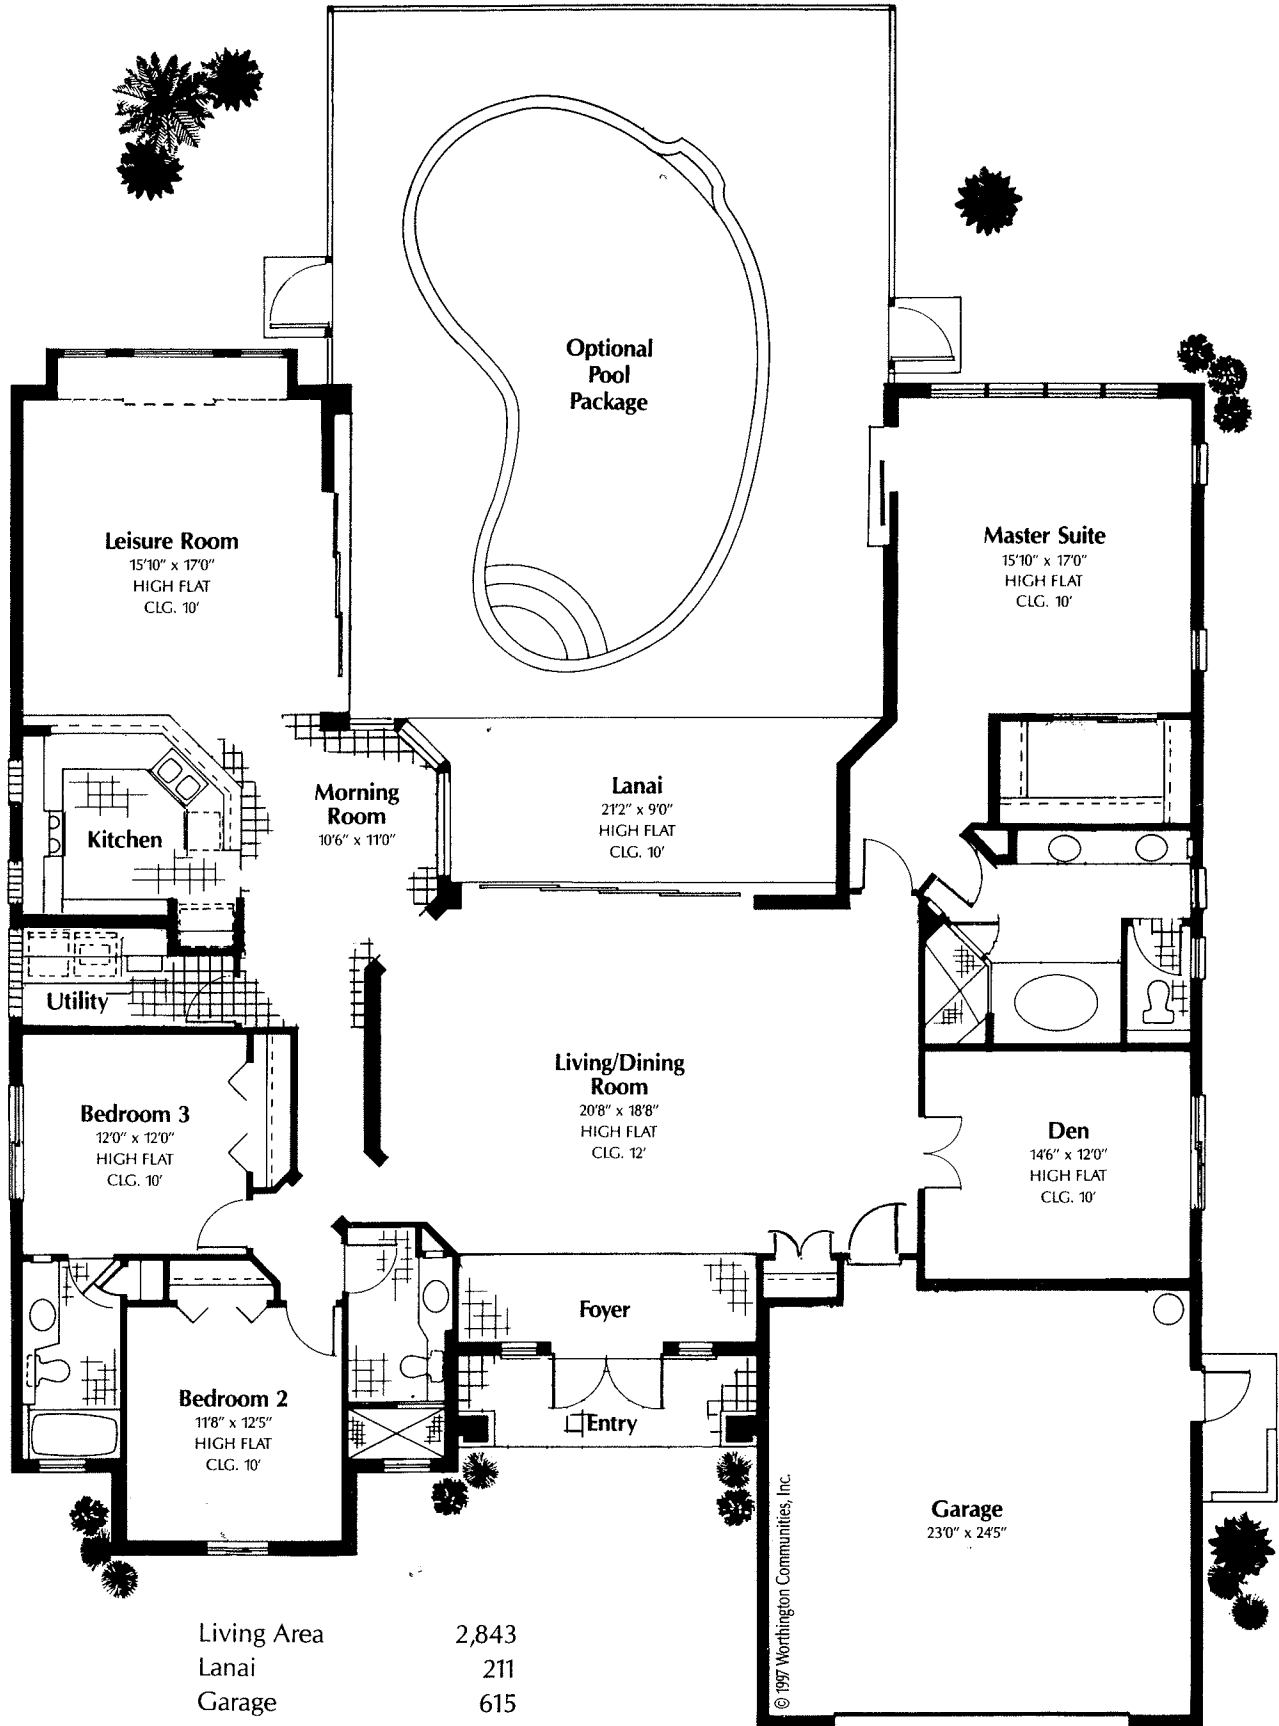 Optional
Pool
Package
Leisure Room
15'10" x 17'0"
HIGH FLAT
CLG. 10'
Master Suite
15'10" x 17'0"
HIGH FLAT
CLG. 10'
Morning
Room
10'6" x 11'0"
Lanai
21'2" x 9'0"
HIGH FLAT
CLG. 10'
Kitchen
Utility
Living/Dining
Room
20'8" x 18'8"
HIGH FLAT
CLG. 12'
Bedroom 3
12'0" x 12'0"
HIGH FLAT
CLG. 10'
Den
14'6" x 12'0"
HIGH FLAT
CLG. 10'
Foyer
Bedroom 2
11'8" x 12'5"
HIGH FLAT
CLG. 10'
Entry
Garage
23'0" x 24'5"
© 1997 Worthington Communities, Inc.
Living Area 2,843
Lanai 211
Garage 615